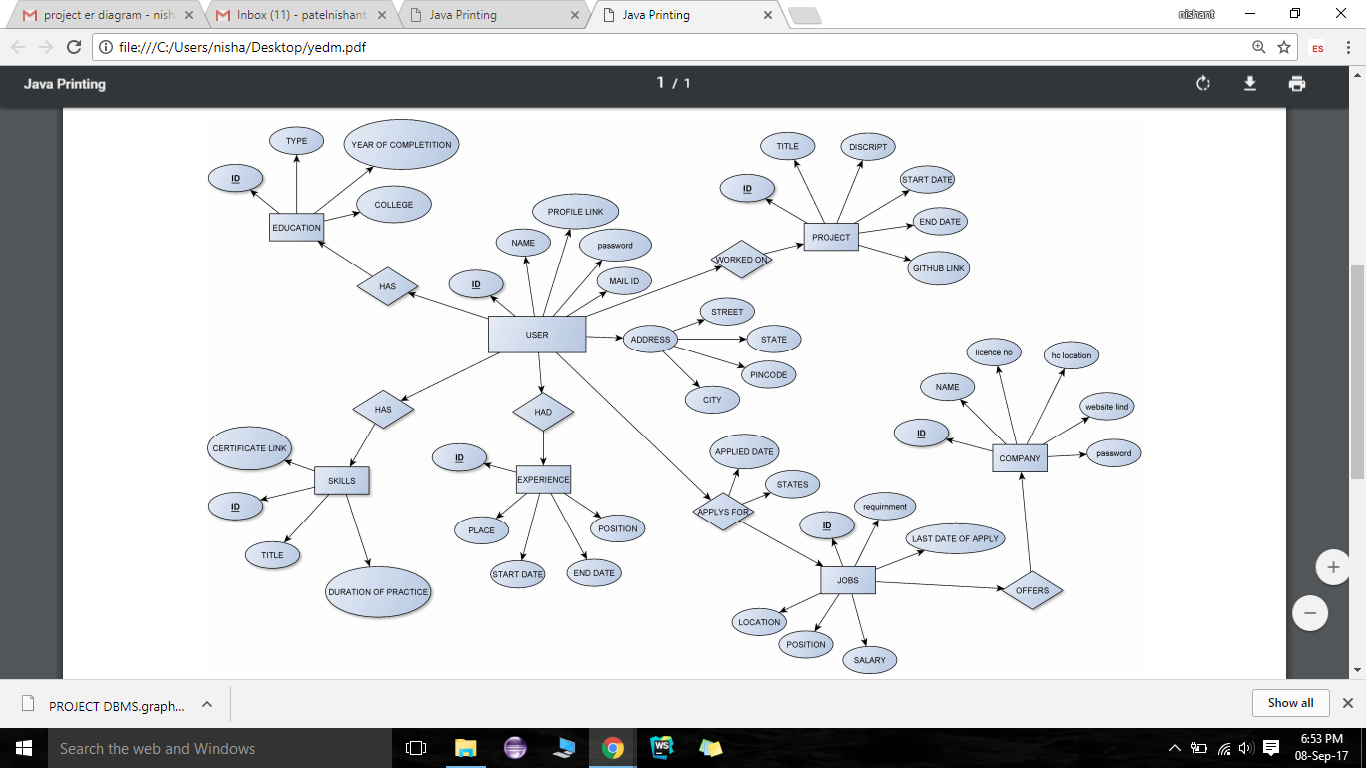 project er diagram - nish
Inbox (11) - patelnishant
Java Printing
Java Printing
nishant
file:///C:/Users/nisha/Desktop/yedm.pdf
ES
Java Printing
1 / 1
TYPE
YEAR OF COMPLETITION
ID
COLLEGE
EDUCATION
HAS
PROFILE LINK
NAME
password
ID
MAIL ID
USER
TITLE
DISCRIPT
ID
START DATE
END DATE
PROJECT
GITHUB LINK
WORKED ON
ADDRESS
STREET
STATE
PINCODE
CITY
HAS
CERTIFICATE LINK
SKILLS
ID
TITLE
DURATION OF PRACTICE
HAD
ID
EXPERIENCE
PLACE
POSITION
START DATE
END DATE
APPLIED DATE
STATES
APPLYS FOR
ID
requirnment
LAST DATE OF APPLY
JOBS
LOCATION
POSITION
SALARY
OFFERS
licence no
hc location
NAME
website lind
ID
password
COMPANY
PROJECT DBMS.graph...
Show all
Search the web and Windows
WS
6:53 PM
08-Sep-17